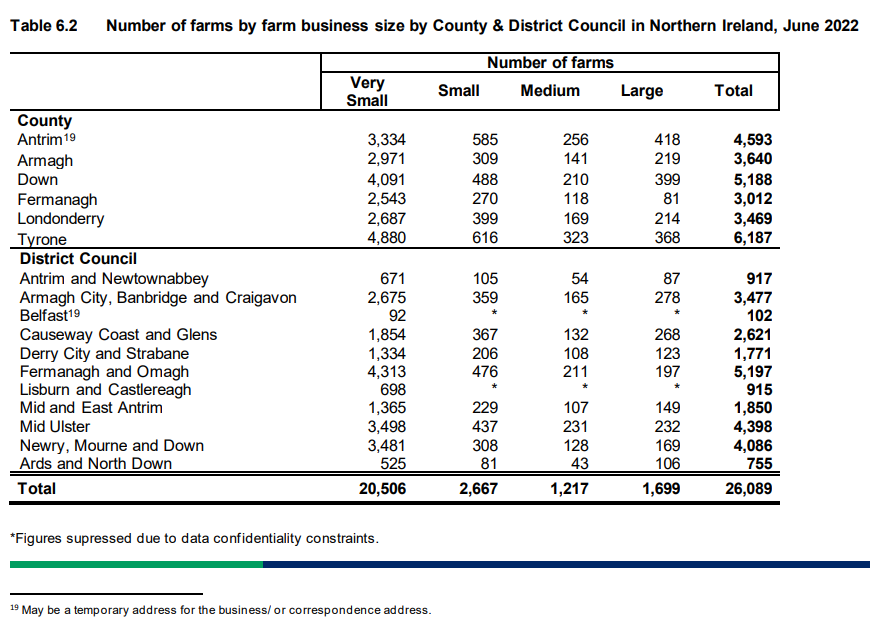 Table 6.2 Number of farms by farm business size by County & District Council in Northern Ireland, June 2022
Number of farms
Very Small Small Medium Large Total
County
Antrim19 3,334 585 256 418 4,593
Armagh 2,971 309 141 219 3,640
Down 4,091 488 210 399 5,188
Fermanagh 2,543 270 118 81 3,012
Londonderry 2,687 399 169 214 3,469
Tyrone 4,880 616 323 368 6,187
District Council
Antrim and Newtownabbey 671 105 54 87 917
Armagh City, Banbridge and Craigavon 2,675 359 165 278 3,477
Belfast19 92 * * * 102
Causeway Coast and Glens 1,854 367 132 268 2,621
Derry City and Strabane 1,334 206 108 123 1,771
Fermanagh and Omagh 4,313 476 211 197 5,197
Lisburn and Castlereagh 698 * * * 915
Mid and East Antrim 1,365 229 107 149 1,850
Mid Ulster 3,498 437 231 232 4,398
Newry, Mourne and Down 3,481 308 128 169 4,086
Ards and North Down 525 81 43 106 755
Total 20,506 2,667 1,217 1,699 26,089
*Figures supressed due to data confidentiality constraints.
19 May be a temporary address for the business/ or correspondence address.